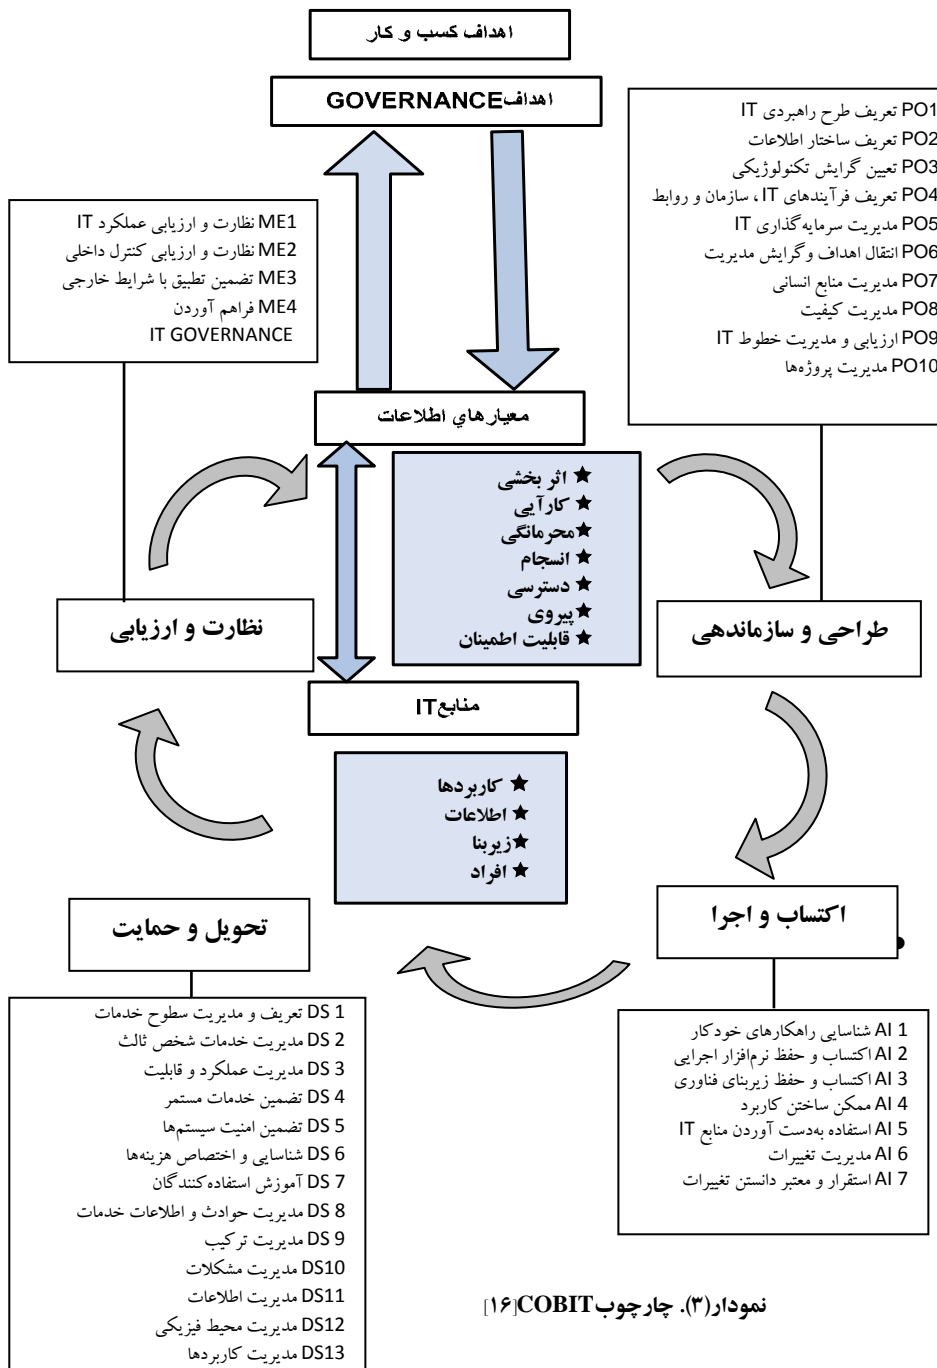 اهداف کسب و کار
اهداف GOVERNANCE
PO1 تعریف طرح راهبردی IT
PO2 تعریف ساختار اطلاعات
PO3 تعیین گرایش تکنولوژیکی
PO4 تعریف فرآیندهای IT، سازمان و روابط
PO5 مدیریت سرمایه‌گذاری IT
PO6 انتقال اهداف وگرایش مدیریت
PO7 مدیریت منابع انسانی
PO8 مدیریت کیفیت
PO9 ارزیابی و مدیریت خطوط IT
PO10 مدیریت پروژه‌ها
ME1 نظارت و ارزیابی عملکرد IT
ME2 نظارت و ارزیابی کنترل داخلی
ME3 تضمین تطبیق با شرایط خارجی
ME4 فراهم آوردن
IT GOVERNANCE
معیارهاي اطلاعات
★ اثر بخشی
★ کارآیی
★ محرمانگی
★ انسجام
★ دسترسی
★ پیروی
★ قابلیت اطمینان
طراحی و سازماندهی
نظارت و ارزیابی
منابع IT
★ کاربردها
★ اطلاعات
★ زیربنا
★ افراد
اکتساب و اجرا
تحویل و حمایت
AI 1 شناسایی راهکارهای خودکار
AI 2 اکتساب و حفظ نرم‌افزار اجرایی
AI 3 اکتساب و حفظ زیربنای فناوری
AI 4 ممکن ساختن کاربرد
AI 5 استفاده به‌دست آوردن منابع IT
AI 6 مدیریت تغییرات
AI 7 استقرار و معتبر دانستن تغییرات
DS 1 تعریف و مدیریت سطوح خدمات
DS 2 مدیریت خدمات شخص ثالث
DS 3 مدیریت عملکرد و قابلیت
DS 4 تضمین خدمات مستمر
DS 5 تضمین امنیت سیستم‌ها
DS 6 شناسایی و اختصاص هزینه‌ها
DS 7 آموزش استفاده‌کنندگان
DS 8 مدیریت حوادث و اطلاعات خدمات
DS 9 مدیریت ترکیب
DS10 مدیریت مشکلات
DS11 مدیریت اطلاعات
DS12 مدیریت محیط فیزیکی
DS13 مدیریت کاربردها
نمودار(۳). چارچوب COBIT[۱۶]